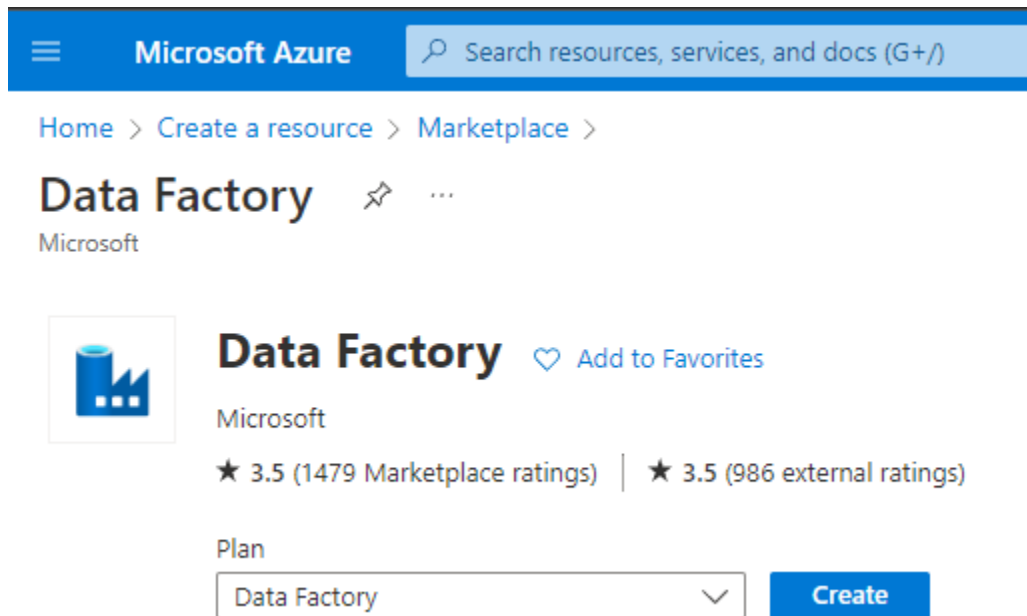 Microsoft Azure
Search resources, services, and docs (G+/)
Home > Create a resource > Marketplace >
Data Factory ...
Microsoft
Data Factory Add to Favorites
Microsoft
★ 3.5 (1479 Marketplace ratings) | ★ 3.5 (986 external ratings)
Plan
Data Factory
Create